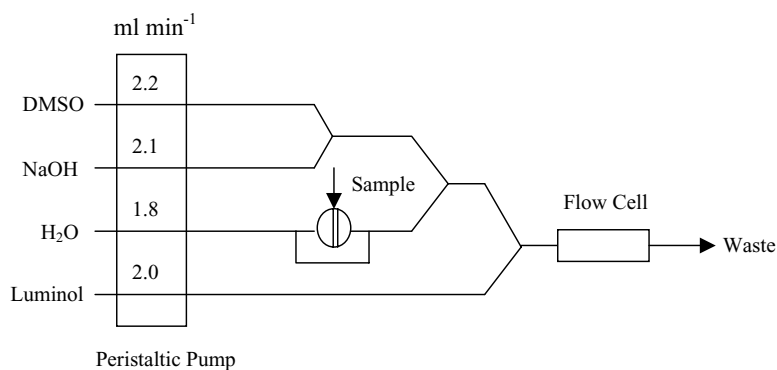 ml min⁻¹
2.2
DMSO
2.1
NaOH
Sample
1.8
Flow Cell
H₂O
Waste
2.0
Luminol
Peristaltic Pump